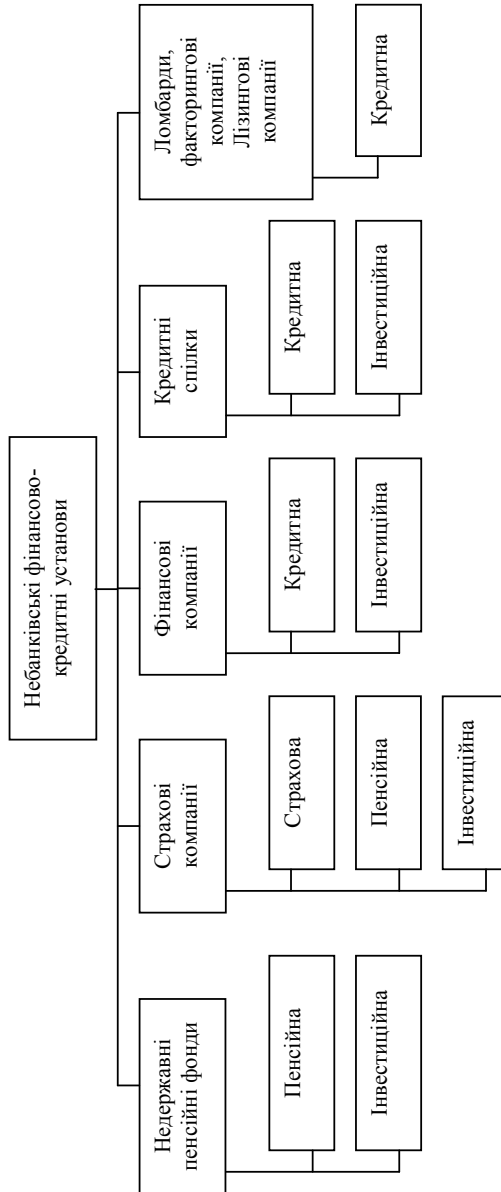 Небанківські фінансово-
кредитні установи
Недержавні
пенсійні фонди
Пенсійна
Інвестиційна
Страхові
компанії
Страхова
Пенсійна
Інвестиційна
Фінансові
компанії
Кредитна
Інвестиційна
Кредитні
спілки
Кредитна
Інвестиційна
Ломбарди,
факторингові
компанії,
Лізингові
компанії
Кредитна